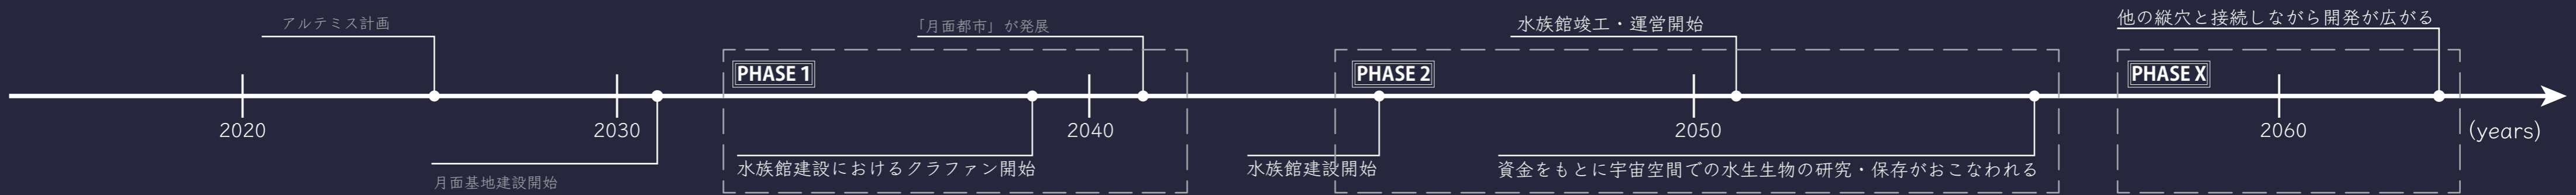 アルテミス計画
「月面都市」が発展
水族館竣工・運営開始
他の縦穴と接続しながら開発が広がる
PHASE 1
PHASE 2
PHASE X
2020
2030
2040
2050
2060
(years)
月面基地建設開始
水族館建設におけるクラファン開始
水族館建設開始
資金をもとに宇宙空間での水生生物の研究・保存がおこなわれる